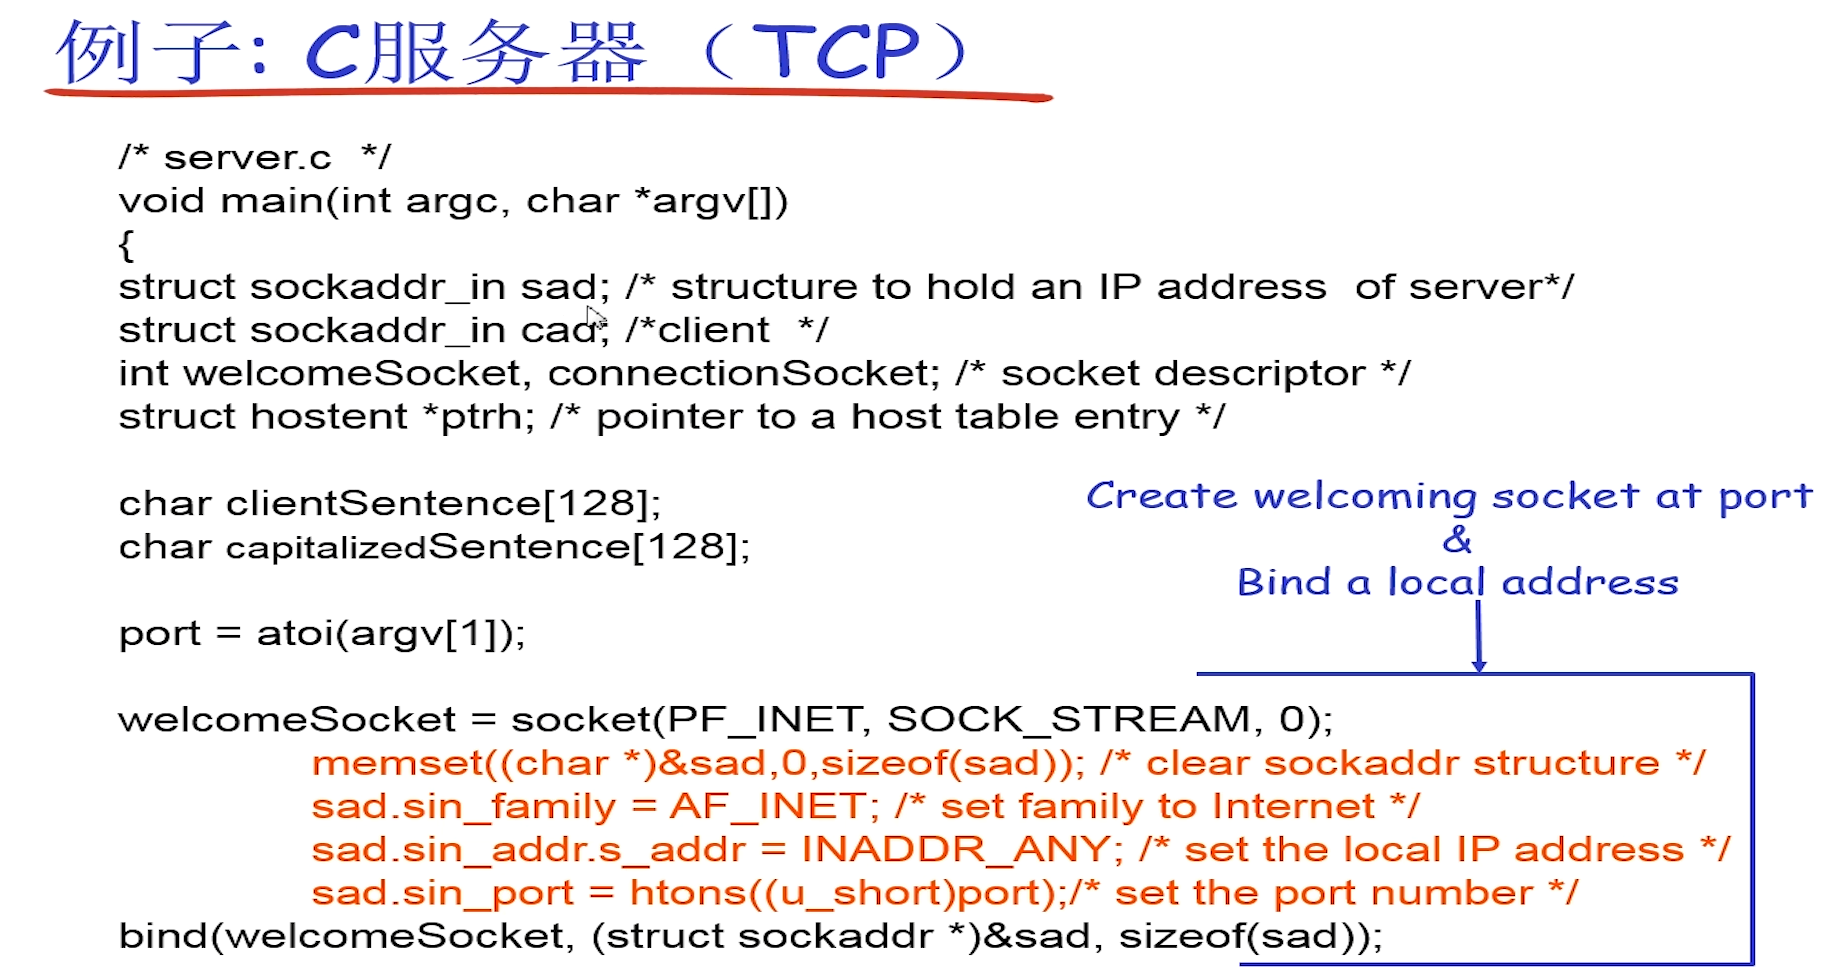 例子: C服务器（TCP）
/* server.c  */
void main(int argc, char *argv[])
{
struct sockaddr_in sad; /* structure to hold an IP address  of server*/
struct sockaddr_in cad; /*client  */
int welcomeSocket, connectionSocket; /* socket descriptor */
struct hostent *ptrh; /* pointer to a host table entry */
char clientSentence[128];
char capitalizedSentence[128];
port = atoi(argv[1]);
Create welcoming socket at port
&
Bind a local address
welcomeSocket = socket(PF_INET, SOCK_STREAM, 0);
memset((char *)&sad,0,sizeof(sad)); /* clear sockaddr structure */
sad.sin_family = AF_INET; /* set family to Internet */
sad.sin_addr.s_addr = INADDR_ANY; /* set the local IP address */
sad.sin_port = htons((u_short)port);/* set the port number */
bind(welcomeSocket, (struct sockaddr *)&sad, sizeof(sad));